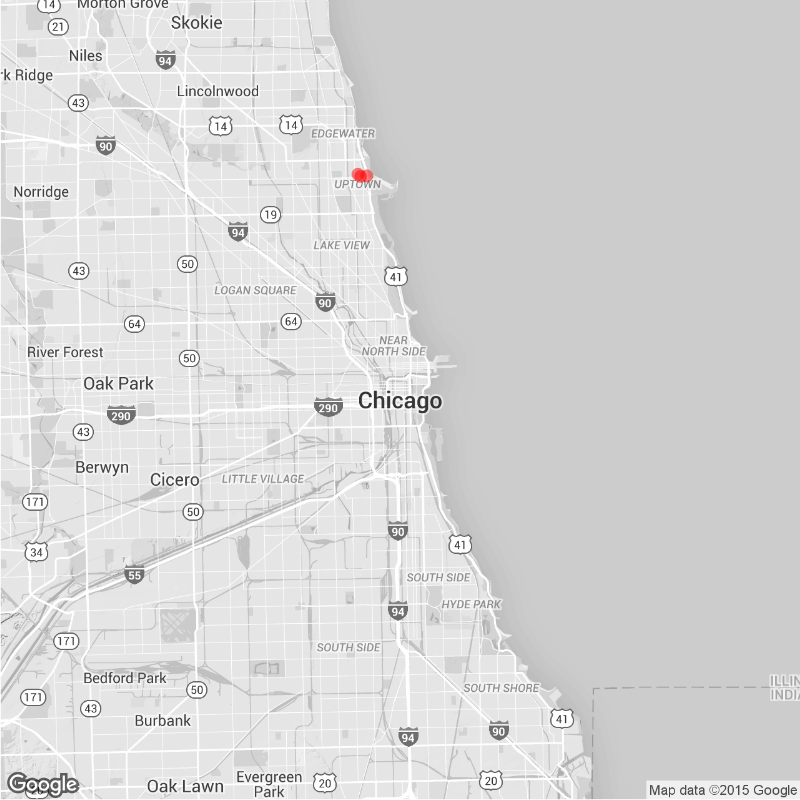 14
Morton Grove
21
Skokie
Niles
94
rk Ridge
Lincolnwood
43
14
14
EDGEWATER
90
UPTOWN
Norridge
19
94
LAKE VIEW
50
43
41
LOGAN SQUARE
90
64
64
NEAR
NORTH SIDE
River Forest
50
Oak Park
Chicago
290
290
43
Berwyn
Cicero
LITTLE VILLAGE
171
50
90
34
41
55
SOUTH SIDE
HYDE PARK
94
171
SOUTH SIDE
Bedford Park
ILLIN
INDIA
171
50
SOUTH SHORE
43
Burbank
41
90
94
Evergreen
Park
20
20
Oak Lawn
Google
Map data ©2015 Google